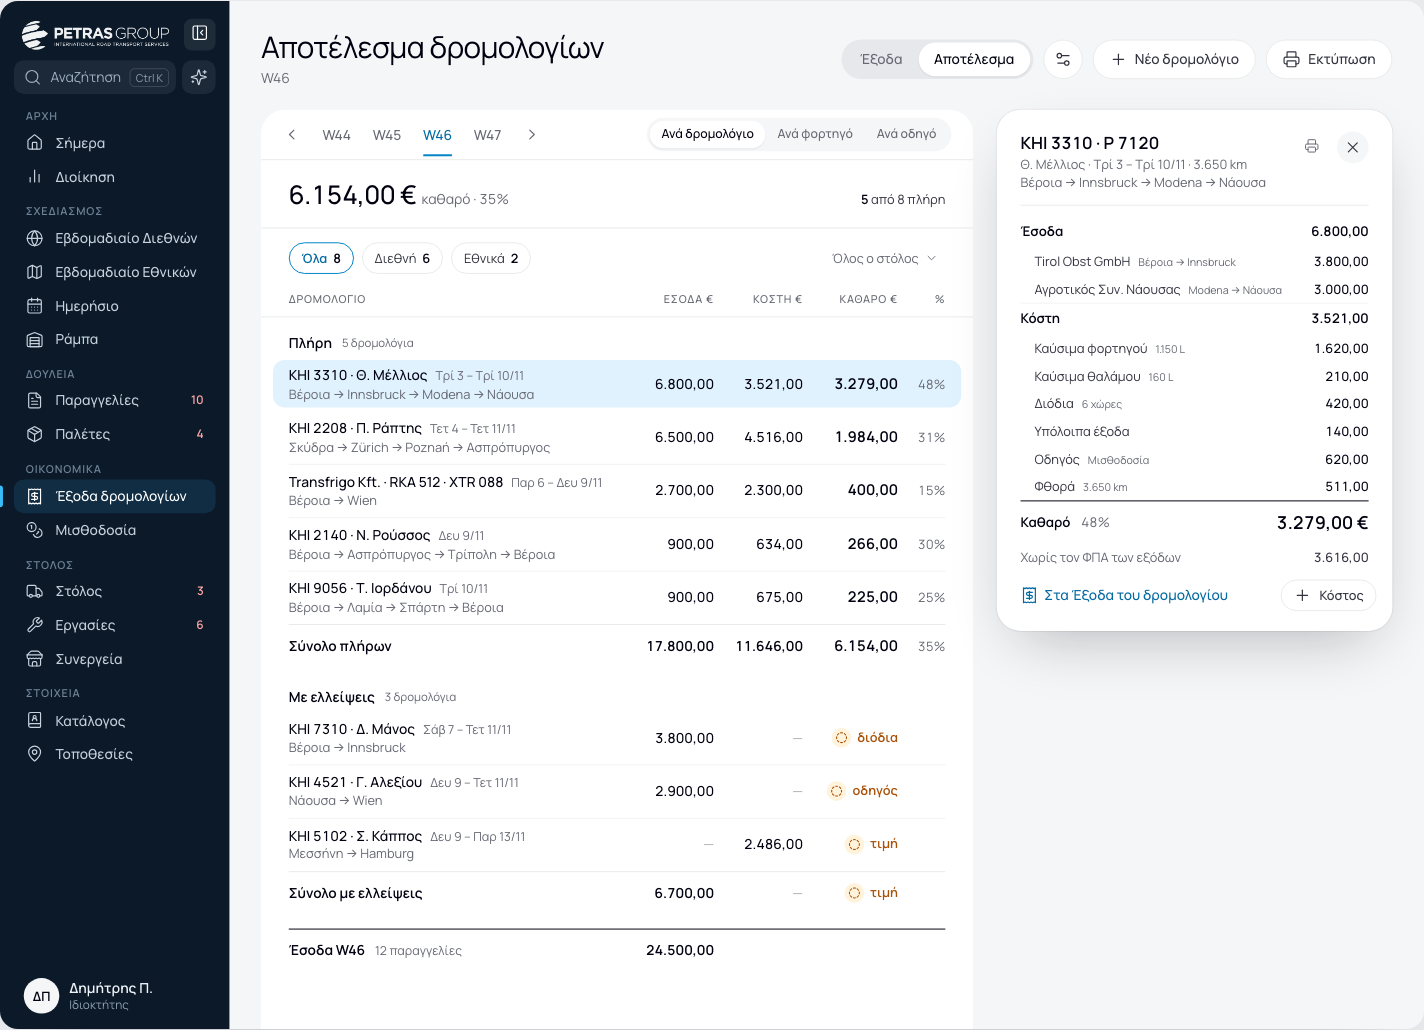 PETRAS GROUP
INTERNATIONAL ROAD TRANSPORT SERVICES
Αναζήτηση Ctrl K
ΑΡΧΗ
Σήμερα
Διοίκηση
ΣΧΕΔΙΑΣΜΟΣ
Εβδομαδιαίο Διεθνών
Εβδομαδιαίο Εθνικών
Ημερήσιο
Ράμπα
ΔΟΥΛΕΙΑ
Παραγγελίες 10
Παλέτες 4
ΟΙΚΟΝΟΜΙΚΑ
Έξοδα δρομολογίων
Μισθοδοσία
ΣΤΟΛΟΣ
Στόλος 3
Εργασίες 6
Συνεργεία
ΣΤΟΙΧΕΙΑ
Κατάλογος
Τοποθεσίες
ΔΠ
Δημήτρης Π.
Ιδιοκτήτης
Αποτέλεσμα δρομολογίων
W46
Έξοδα Αποτέλεσμα
Νέο δρομολόγιο
Εκτύπωση
W44 W45 W46 W47
Ανά δρομολόγιο Ανά φορτηγό Ανά οδηγό
6.154,00 € καθαρό · 35%
5 από 8 πλήρη
Όλα 8 Διεθνή 6 Εθνικά 2
Όλος ο στόλος
ΔΡΟΜΟΛΟΓΙΟ ΕΣΟΔΑ € ΚΟΣΤΗ € ΚΑΘΑΡΟ € %
Πλήρη 5 δρομολόγια
ΚΗΙ 3310 · Θ. Μέλλιος Τρί 3 – Τρί 10/11
Βέροια → Innsbruck → Modena → Νάουσα
6.800,00 3.521,00 3.279,00 48%
ΚΗΙ 2208 · Π. Ράπτης Τετ 4 – Τετ 11/11
Σκύδρα → Zürich → Poznań → Ασπρόπυργος
6.500,00 4.516,00 1.984,00 31%
Transfrigo Kft. · RKA 512 · XTR 088 Παρ 6 – Δευ 9/11
Βέροια → Wien
2.700,00 2.300,00 400,00 15%
ΚΗΙ 2140 · Ν. Ρούσσος Δευ 9/11
Βέροια → Ασπρόπυργος → Τρίπολη → Βέροια
900,00 634,00 266,00 30%
ΚΗΙ 9056 · Τ. Ιορδάνου Τρί 10/11
Βέροια → Λαμία → Σπάρτη → Βέροια
900,00 675,00 225,00 25%
Σύνολο πλήρων 17.800,00 11.646,00 6.154,00 35%
Με ελλείψεις 3 δρομολόγια
ΚΗΙ 7310 · Δ. Μάνος Σάβ 7 – Τετ 11/11
Βέροια → Innsbruck
3.800,00 — διόδια
ΚΗΙ 4521 · Γ. Αλεξίου Δευ 9 – Τετ 11/11
Νάουσα → Wien
2.900,00 — οδηγός
ΚΗΙ 5102 · Σ. Κάππος Δευ 9 – Παρ 13/11
Μεσσήνη → Hamburg
— 2.486,00 τιμή
Σύνολο με ελλείψεις 6.700,00 — τιμή
Έσοδα W46 12 παραγγελίες 24.500,00
ΚΗΙ 3310 · Ρ 7120
Θ. Μέλλιος · Τρί 3 – Τρί 10/11 · 3.650 km
Βέροια → Innsbruck → Modena → Νάουσα
Έσοδα 6.800,00
Tirol Obst GmbH Βέροια → Innsbruck 3.800,00
Αγροτικός Συν. Νάουσας Modena → Νάουσα 3.000,00
Κόστη 3.521,00
Καύσιμα φορτηγού 1.150 L 1.620,00
Καύσιμα θαλάμου 160 L 210,00
Διόδια 6 χώρες 420,00
Υπόλοιπα έξοδα 140,00
Οδηγός Μισθοδοσία 620,00
Φθορά 3.650 km 511,00
Καθαρό 48% 3.279,00 €
Χωρίς τον ΦΠΑ των εξόδων 3.616,00
Στα Έξοδα του δρομολογίου
Κόστος